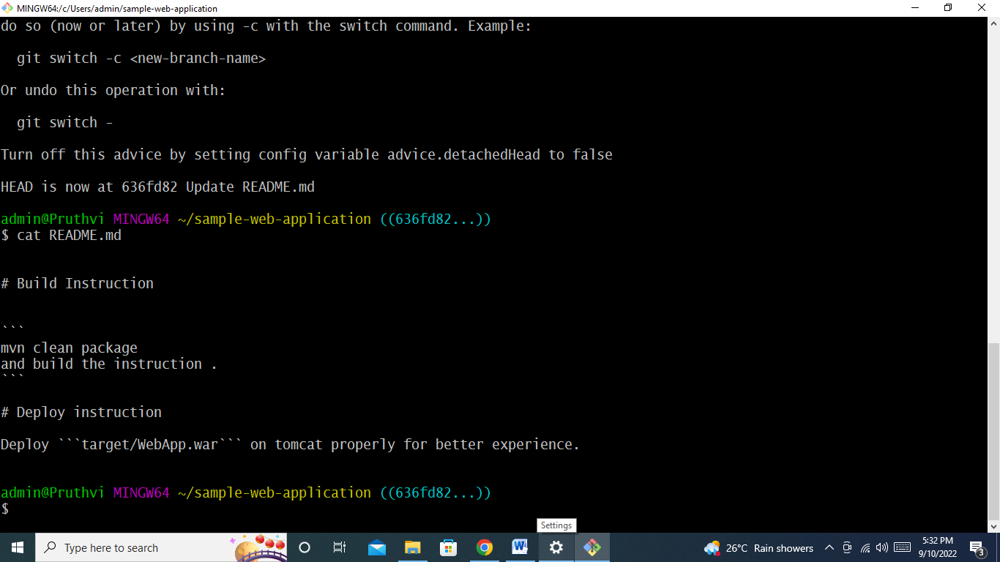 MINGW64:/c/Users/admin/sample-web-application
do so (now or later) by using -c with the switch command. Example:
  git switch -c <new-branch-name>
Or undo this operation with:
  git switch -
Turn off this advice by setting config variable advice.detachedHead to false
HEAD is now at 636fd82 Update README.md
admin@Pruthvi MINGW64 ~/sample-web-application ((636fd82...))
$ cat README.md
# Build Instruction
```
mvn clean package
and build the instruction .
```
# Deploy instruction
Deploy ```target/WebApp.war``` on tomcat properly for better experience.
admin@Pruthvi MINGW64 ~/sample-web-application ((636fd82...))
$
Settings
Type here to search
26°C Rain showers
5:32 PM
9/10/2022
3